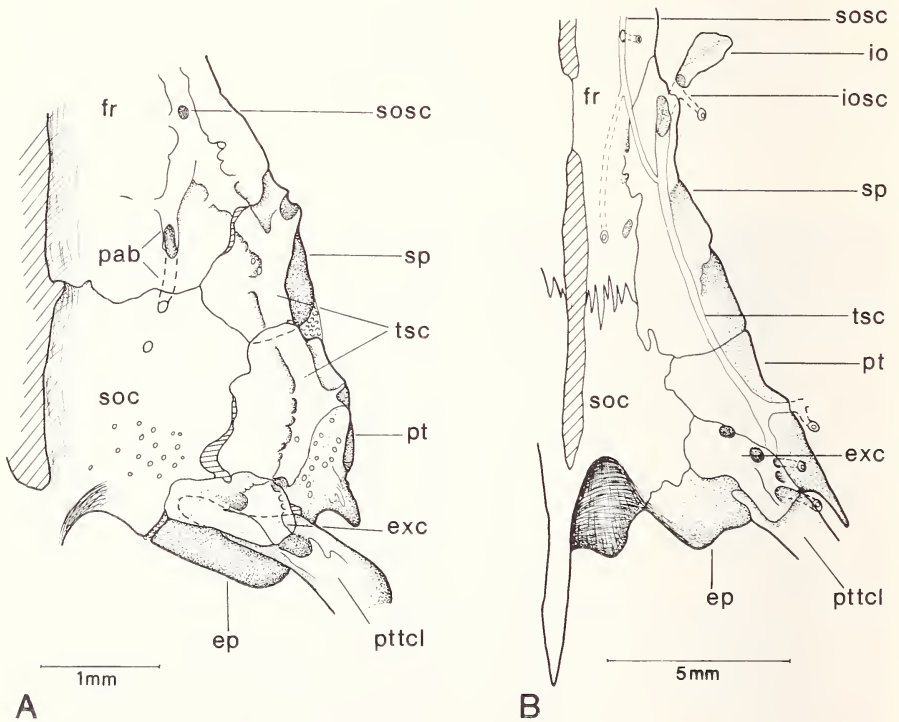 fr
sosc
pab
sp
tsc
soc
pt
exc
ep
pttcl
1mm
A
sosc
io
fr
iosc
sp
tsc
pt
soc
exc
ep
pttcl
5mm
B